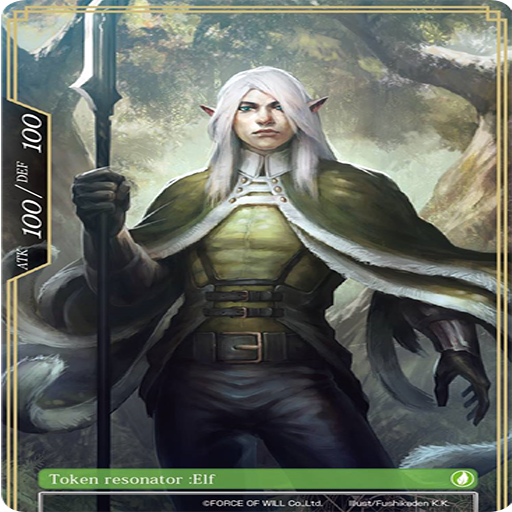 ATK 100 / DEF 100
Token resonator :Elf
©FORCE OF WILL Co.,Ltd. Illust/Fushikaden K.K.